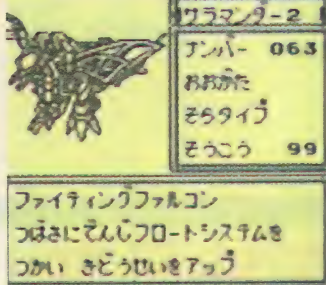 サラマンダー2
ナンバー 063
おおがた
そらタイプ
そうこう 99
ファイティングファルコン
つばさにでんじフロートシステムを
つかい きどうせいをアップ